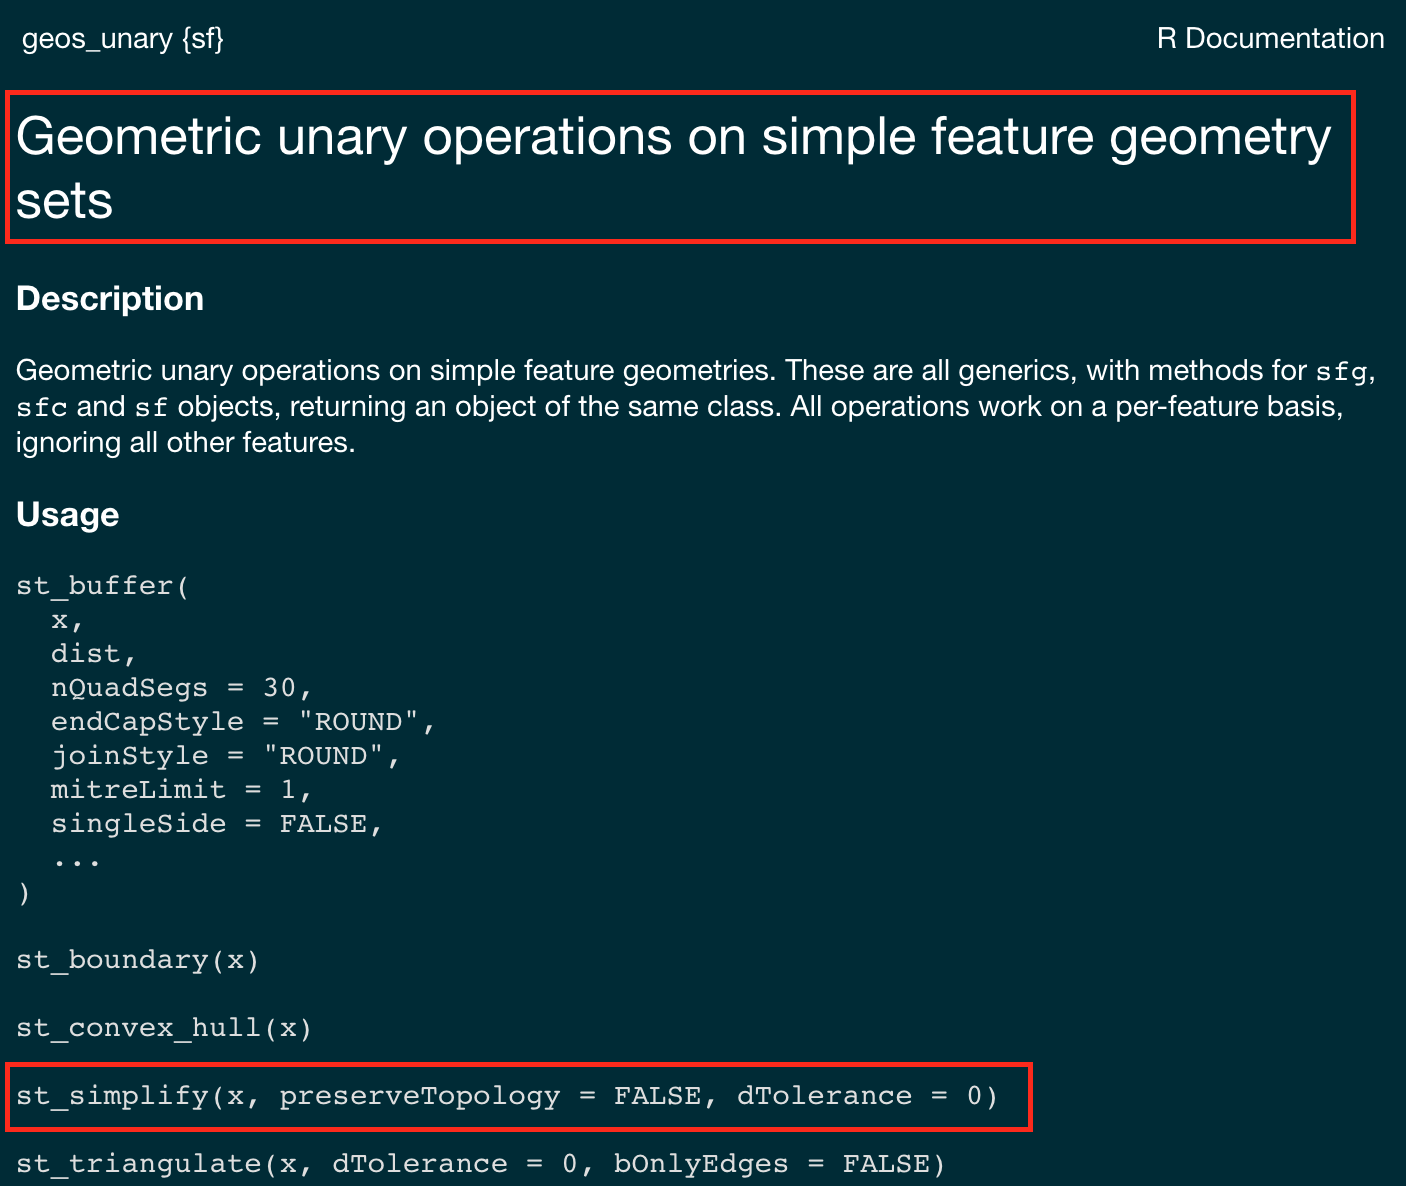 geos_unary {sf}
R Documentation
Geometric unary operations on simple feature geometry
sets
Description
Geometric unary operations on simple feature geometries. These are all generics, with methods for sfg,
sfc and sf objects, returning an object of the same class. All operations work on a per-feature basis,
ignoring all other features.
Usage
st_buffer(
  x,
  dist,
  nQuadSegs = 30,
  endCapStyle = "ROUND",
  joinStyle = "ROUND",
  mitreLimit = 1,
  singleSide = FALSE,
  ...
)
st_boundary(x)
st_convex_hull(x)
st_simplify(x, preserveTopology = FALSE, dTolerance = 0)
st_triangulate(x, dTolerance = 0, bOnlyEdges = FALSE)